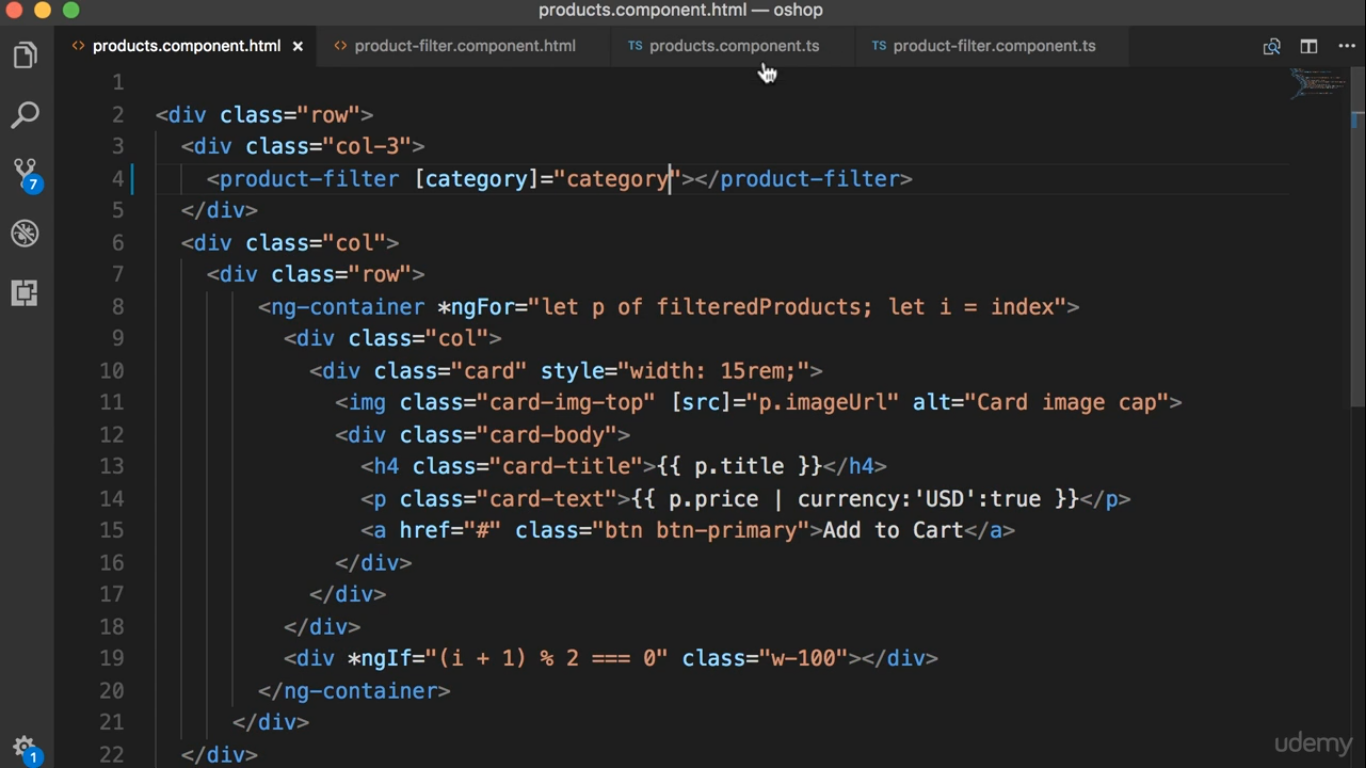 products.component.html — oshop
<> products.component.html × <> product-filter.component.html TS products.component.ts TS product-filter.component.ts ···
1
2 <div class="row">
3 <div class="col-3">
4 <product-filter [category]="category"></product-filter>
5 </div>
6 <div class="col">
7 <div class="row">
8 <ng-container *ngFor="let p of filteredProducts; let i = index">
9 <div class="col">
10 <div class="card" style="width: 15rem;">
11 <img class="card-img-top" [src]="p.imageUrl" alt="Card image cap">
12 <div class="card-body">
13 <h4 class="card-title">{{ p.title }}</h4>
14 <p class="card-text">{{ p.price | currency:'USD':true }}</p>
15 <a href="#" class="btn btn-primary">Add to Cart</a>
16 </div>
17 </div>
18 </div>
19 <div *ngIf="(i + 1) % 2 === 0" class="w-100"></div>
20 </ng-container>
21 </div>
22 </div>
7
1
udemy